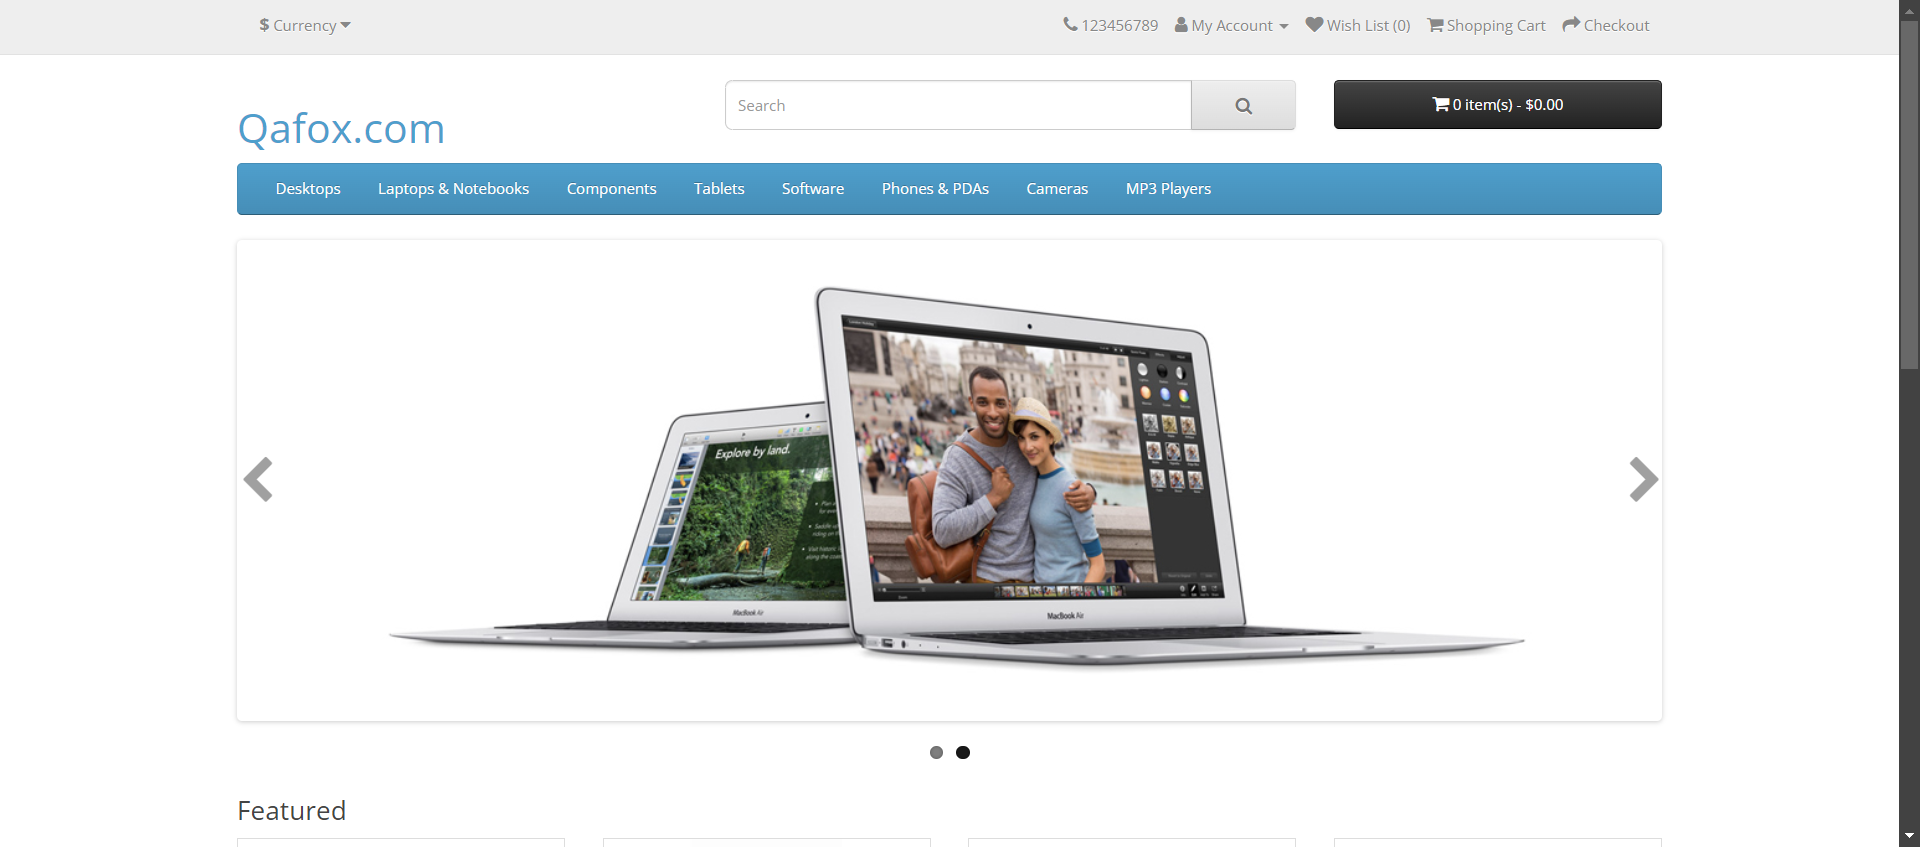 $ Currency
123456789 My Account Wish List (0) Shopping Cart Checkout
Search
0 item(s) - $0.00
Qafox.com
Desktops Laptops & Notebooks Components Tablets Software Phones & PDAs Cameras MP3 Players
Explore by land.
MacBook Air
MacBook Air
Featured